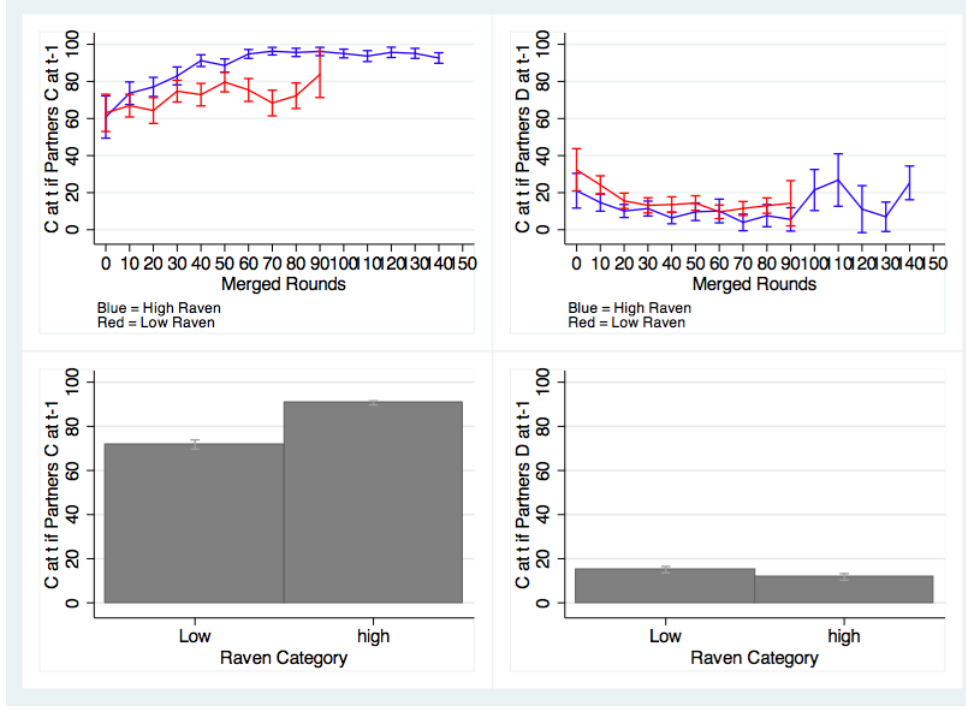 C at t if Partners C at t-1
0 20 40 60 80 100
0 10 20 30 40 50 60 70 80 90100110120130140150
Merged Rounds
Blue = High Raven
Red = Low Raven
C at t if Partners D at t-1
0 20 40 60 80 100
0 10 20 30 40 50 60 70 80 90100110120130140150
Merged Rounds
Blue = High Raven
Red = Low Raven
C at t if Partners C at t-1
0 20 40 60 80 100
Low high
Raven Category
C at t if Partners D at t-1
0 20 40 60 80 100
Low high
Raven Category